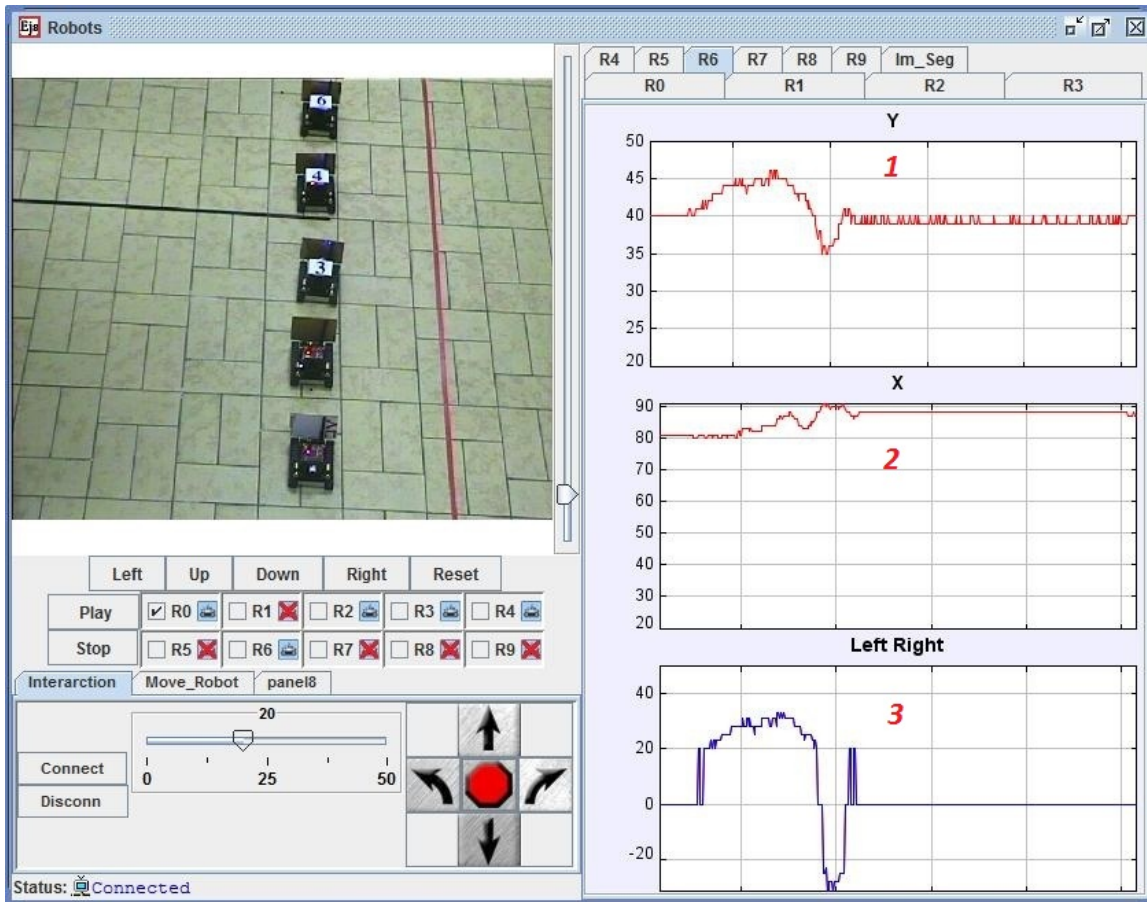 Ejs Robots
6
4
3
R4 R5 R6 R7 R8 R9 Im_Seg
R0 R1 R2 R3
Y
1
50
45
40
35
30
25
20
X
2
90
80
70
60
50
40
30
20
Left Right
3
40
20
0
-20
Left Up Down Right Reset
Play R0 R1 R2 R3 R4
Stop R5 R6 R7 R8 R9
Interarction Move_Robot panel8
20
Connect
0 25 50
Disconn
Status: Connected